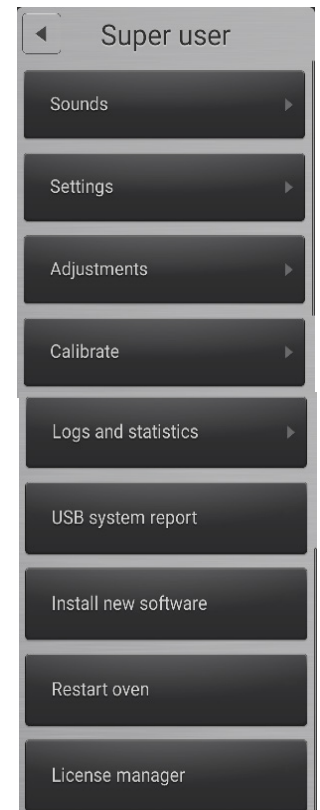 Super user
Sounds
Settings
Adjustments
Calibrate
Logs and statistics
USB system report
Install new software
Restart oven
License manager